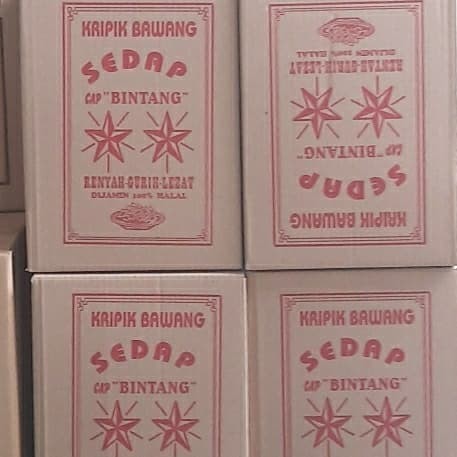 KRIPIK BAWANG
SEDAP
CAP "BINTANG"
RENYAH-GURIH-LEZAT
DIJAMIN 100% HALAL
KRIPIK BAWANG
SEDAP
CAP "BINTANG"
RENYAH-GURIH-LEZAT
DIJAMIN 100% HALAL
KRIPIK BAWANG
SEDAP
CAP "BINTANG"
KRIPIK BAWANG
SEDAP
CAP "BINTANG"